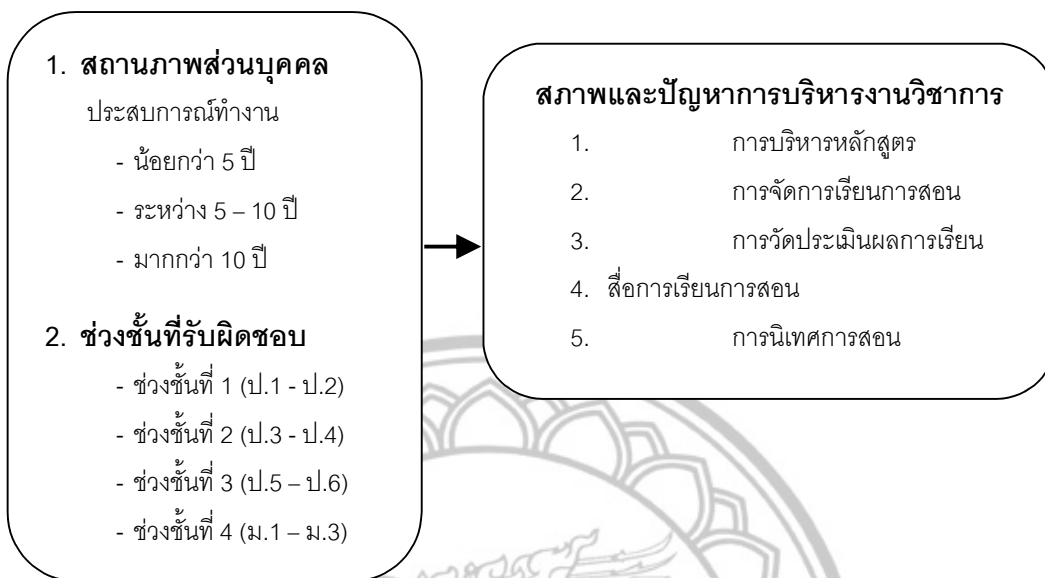 1. สถานภาพส่วนบุคคล
ประสบการณ์ทำงาน
- น้อยกว่า 5 ปี
- ระหว่าง 5 – 10 ปี
- มากกว่า 10 ปี
2. ช่วงชั้นที่รับผิดชอบ
- ช่วงชั้นที่ 1 (ป.1 - ป.2)
- ช่วงชั้นที่ 2 (ป.3 - ป.4)
- ช่วงชั้นที่ 3 (ป.5 – ป.6)
- ช่วงชั้นที่ 4 (ม.1 – ม.3)
สภาพและปัญหาการบริหารงานวิชาการ
1. การบริหารหลักสูตร
2. การจัดการเรียนการสอน
3. การวัดประเมินผลการเรียน
4. สื่อการเรียนการสอน
5. การนิเทศการสอน